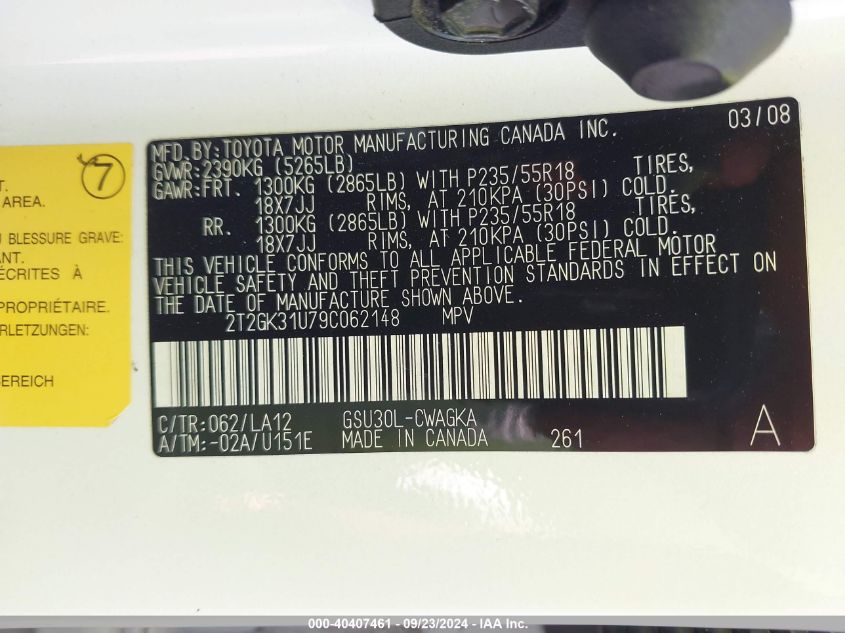 7
T.
AREA.
U BLESSURE GRAVE:
ANT.
ÉCRITES À
PROPRIÉTAIRE.
ERLETZUNGEN:
BEREICH
MFD.BY:TOYOTA MOTOR MANUFACTURING CANADA INC. 03/08
GVWR:2390KG (5265LB)
GAWR:FRT. 1300KG (2865LB) WITH P235/55R18 TIRES,
18X7JJ RIMS, AT 210KPA (30PSI) COLD.
RR. 1300KG (2865LB) WITH P235/55R18 TIRES,
18X7JJ RIMS, AT 210KPA (30PSI) COLD.
THIS VEHICLE CONFORMS TO ALL APPLICABLE FEDERAL MOTOR
VEHICLE SAFETY AND THEFT PREVENTION STANDARDS IN EFFECT ON
THE DATE OF MANUFACTURE SHOWN ABOVE.
2T2GK31U79C062148 MPV
C/TR:062/LA12 GSU30L-CWAGKA
A/TM:-02A/U151E MADE IN CANADA 261 A
000-40407461 - 09/23/2024 - IAA Inc.